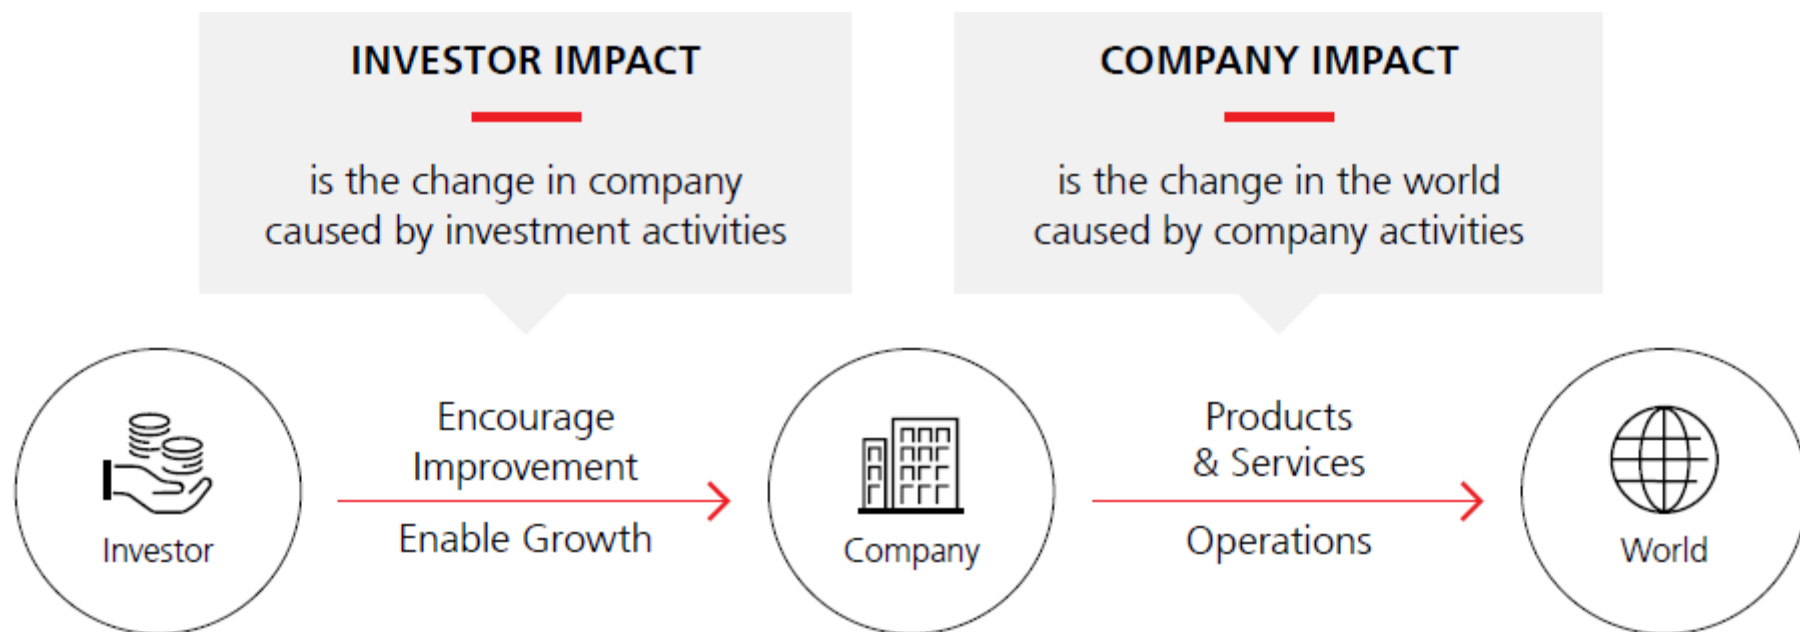 INVESTOR IMPACT
is the change in company
caused by investment activities
COMPANY IMPACT
is the change in the world
caused by company activities
Investor
Encourage
Improvement
Enable Growth
Company
Products
& Services
Operations
World